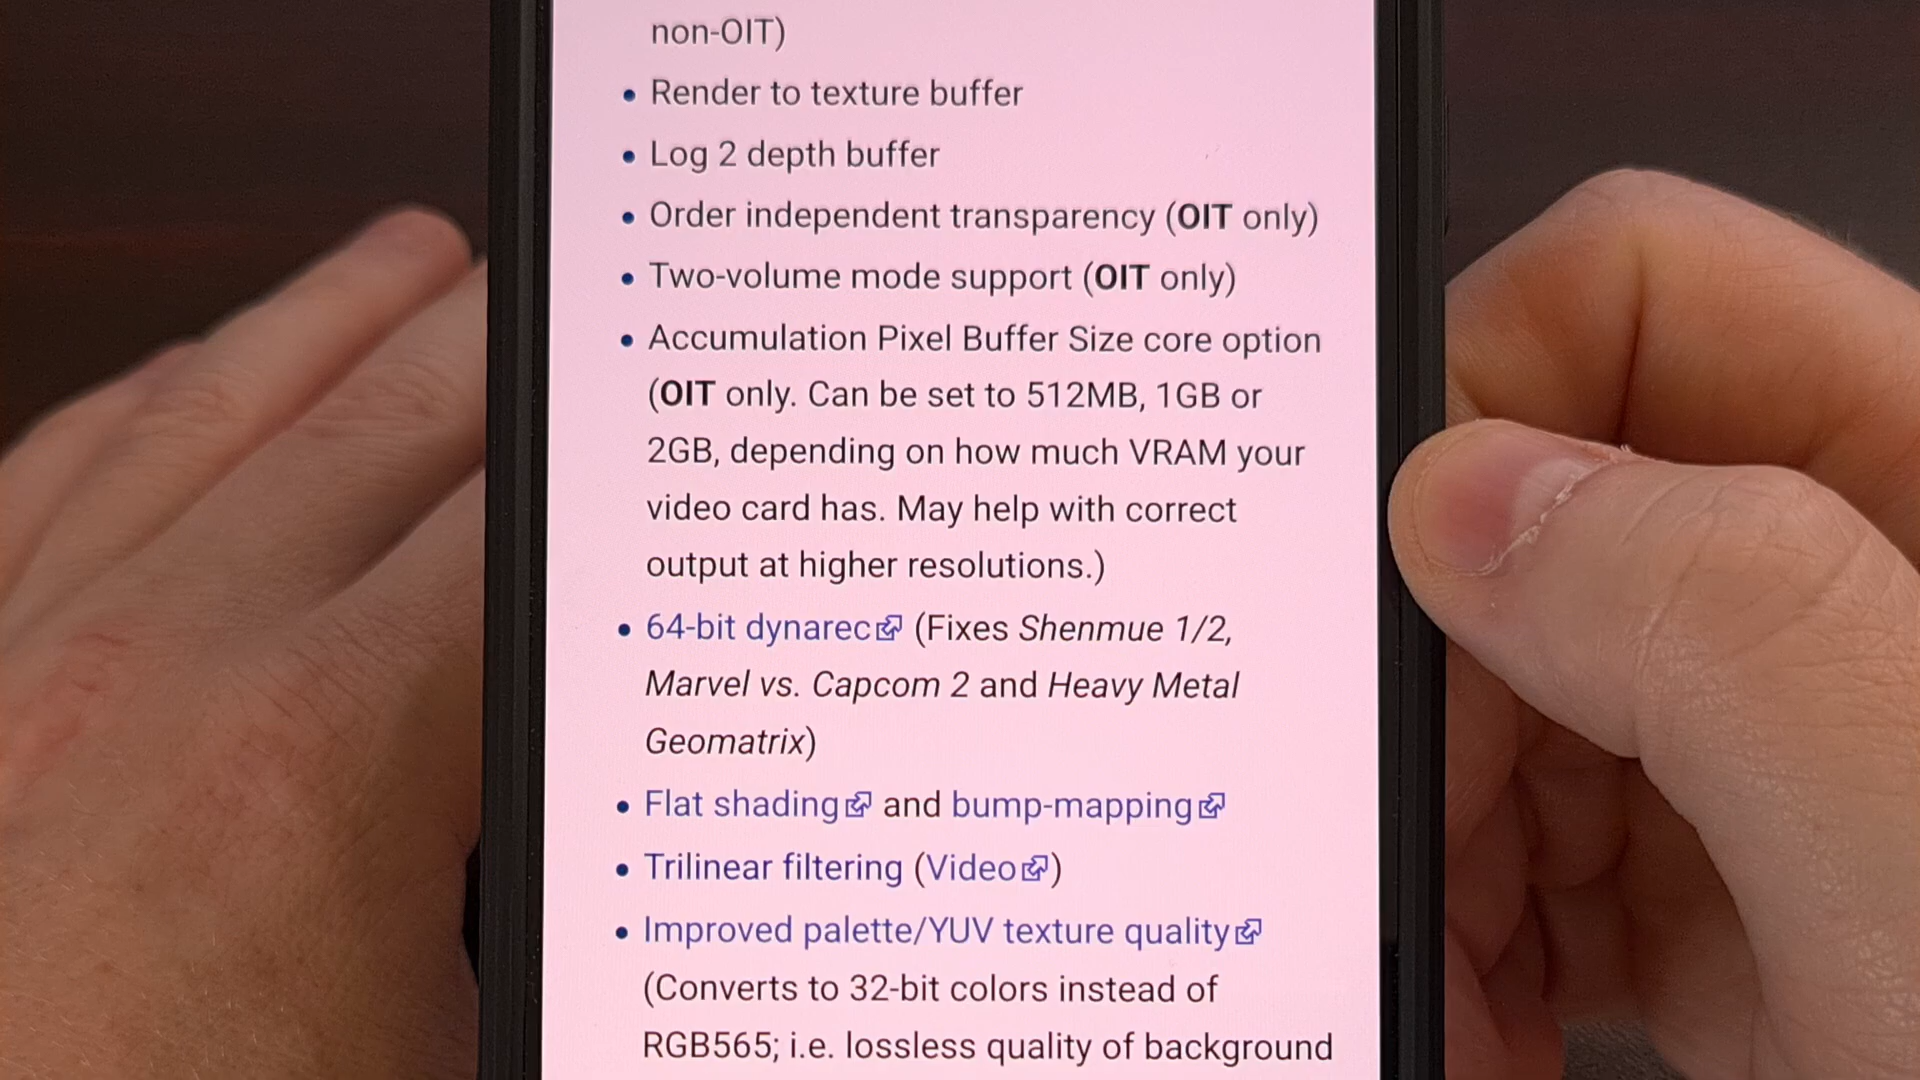 non-OIT)
• Render to texture buffer
• Log 2 depth buffer
• Order independent transparency (OIT only)
• Two-volume mode support (OIT only)
• Accumulation Pixel Buffer Size core option
(OIT only. Can be set to 512MB, 1GB or
2GB, depending on how much VRAM your
video card has. May help with correct
output at higher resolutions.)
• 64-bit dynarec (Fixes Shenmue 1/2,
Marvel vs. Capcom 2 and Heavy Metal
Geomatrix)
• Flat shading and bump-mapping
• Trilinear filtering (Video)
• Improved palette/YUV texture quality
(Converts to 32-bit colors instead of
RGB565; i.e. lossless quality of background